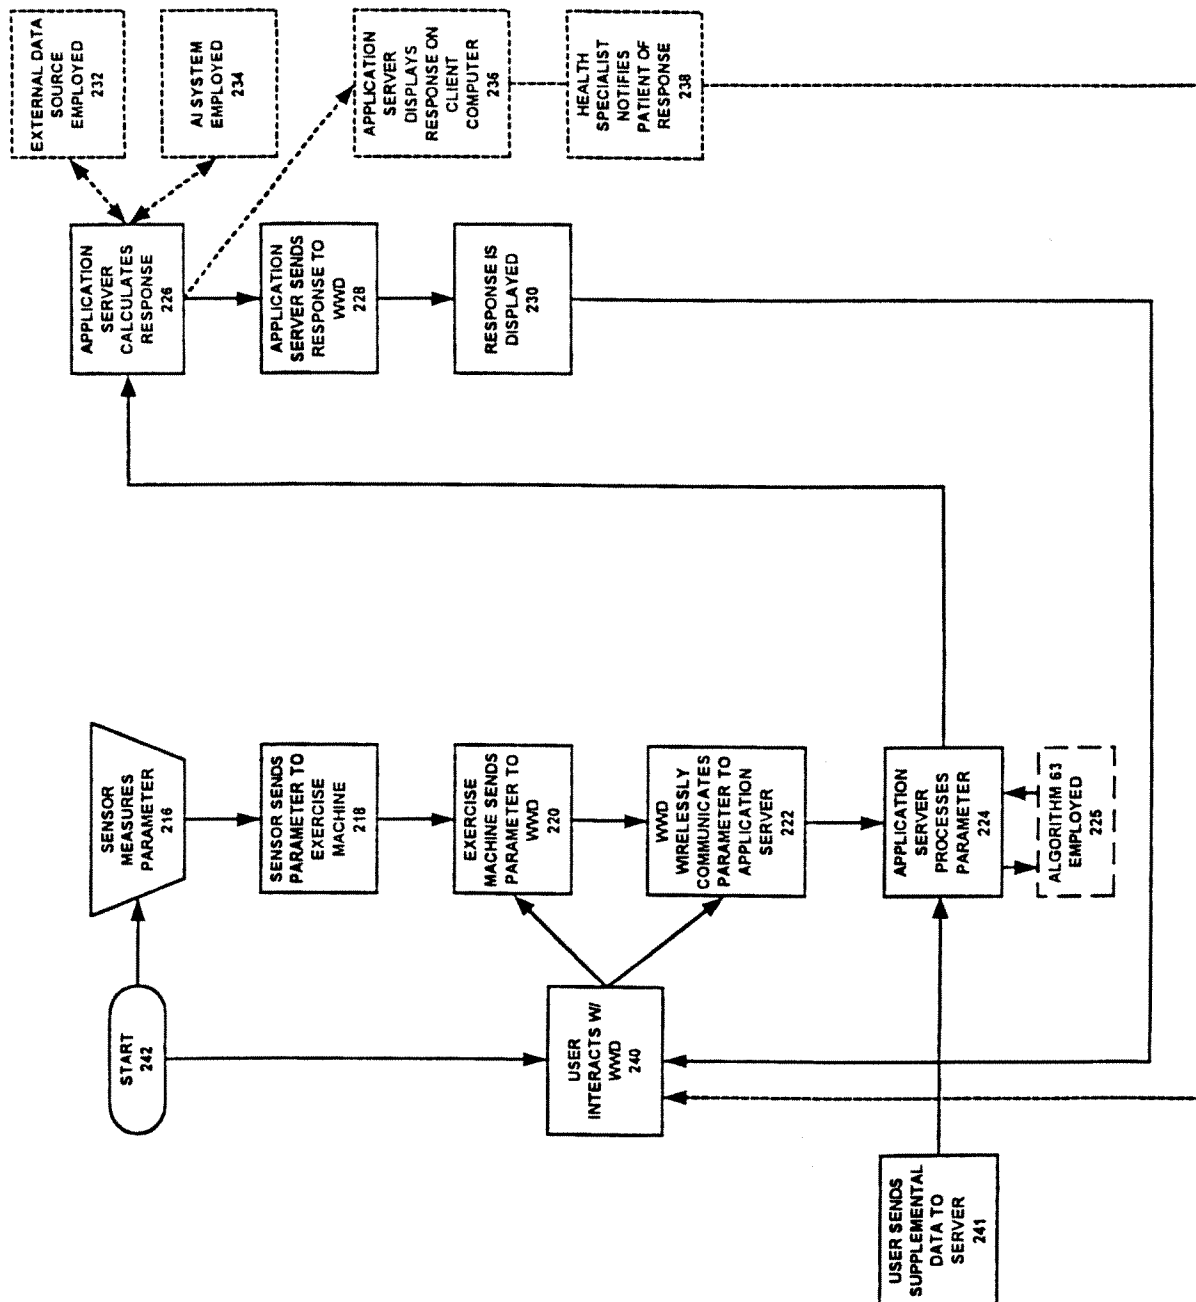 START
242
SENSOR
MEASURES
PARAMETER
216
SENSOR SENDS
PARAMETER TO
EXERCISE
MACHINE
218
EXERCISE
MACHINE SENDS
PARAMETER TO
WWD
220
WWD
WIRELESSLY
COMMUNICATES
PARAMETER TO
APPLICATION
SERVER
222
APPLICATION
SERVER
PROCESSES
PARAMETER
224
ALGORITHM 63
EMPLOYED
225
USER
INTERACTS W/
WWD
240
USER SENDS
SUPPLEMENTAL
DATA TO
SERVER
241
APPLICATION
SERVER
CALCULATES
RESPONSE
226
APPLICATION
SERVER SENDS
RESPONSE TO
WWD
228
RESPONSE IS
DISPLAYED
230
EXTERNAL DATA
SOURCE
EMPLOYED
232
AI SYSTEM
EMPLOYED
234
APPLICATION
SERVER
DISPLAYS
RESPONSE ON
CLIENT
COMPUTER
236
HEALTH
SPECIALIST
NOTIFIES
PATIENT OF
RESPONSE
238